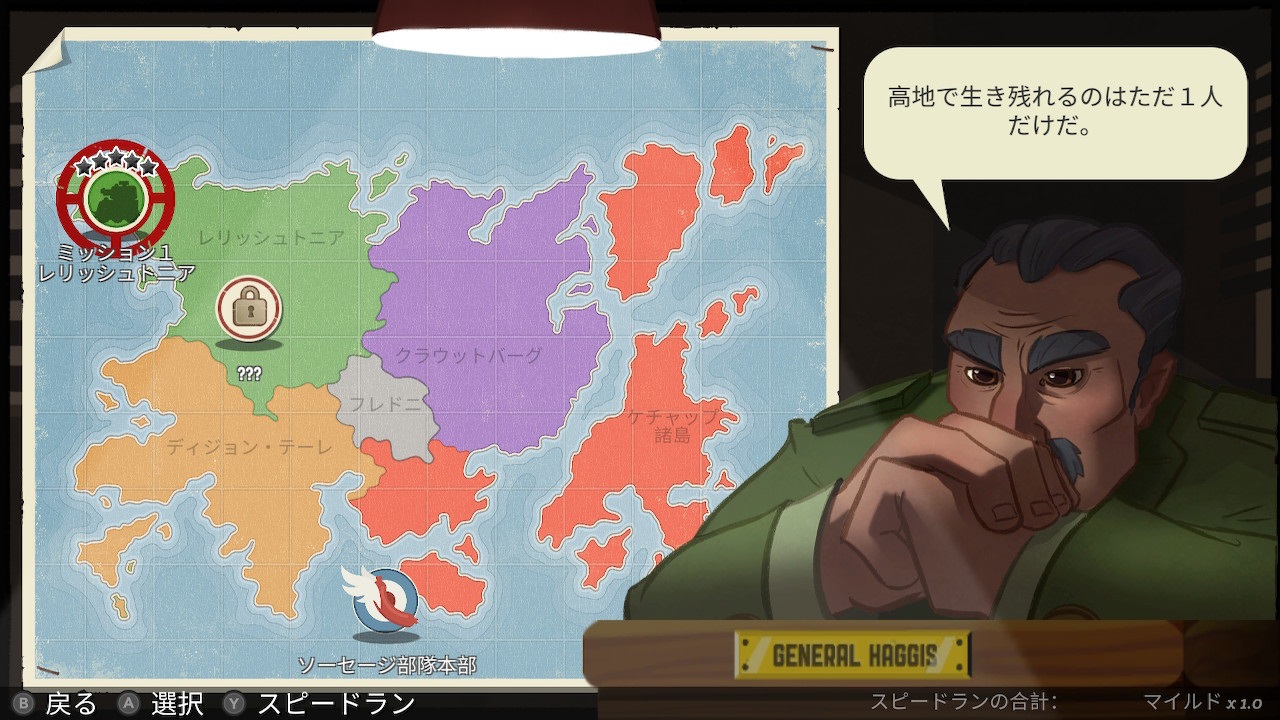 高地で生き残れるのはただ１人
だけだ。
ミッション1
レリッシュトニア
レリッシュトニア
???
クラウットバーグ
フレドニ
ディジョン・テーレ
ケチャップ
諸島
ソーセージ部隊本部
GENERAL HAGGIS
B 戻る A 選択 Y スピードラン
スピードランの合計: マイルド x 1.0